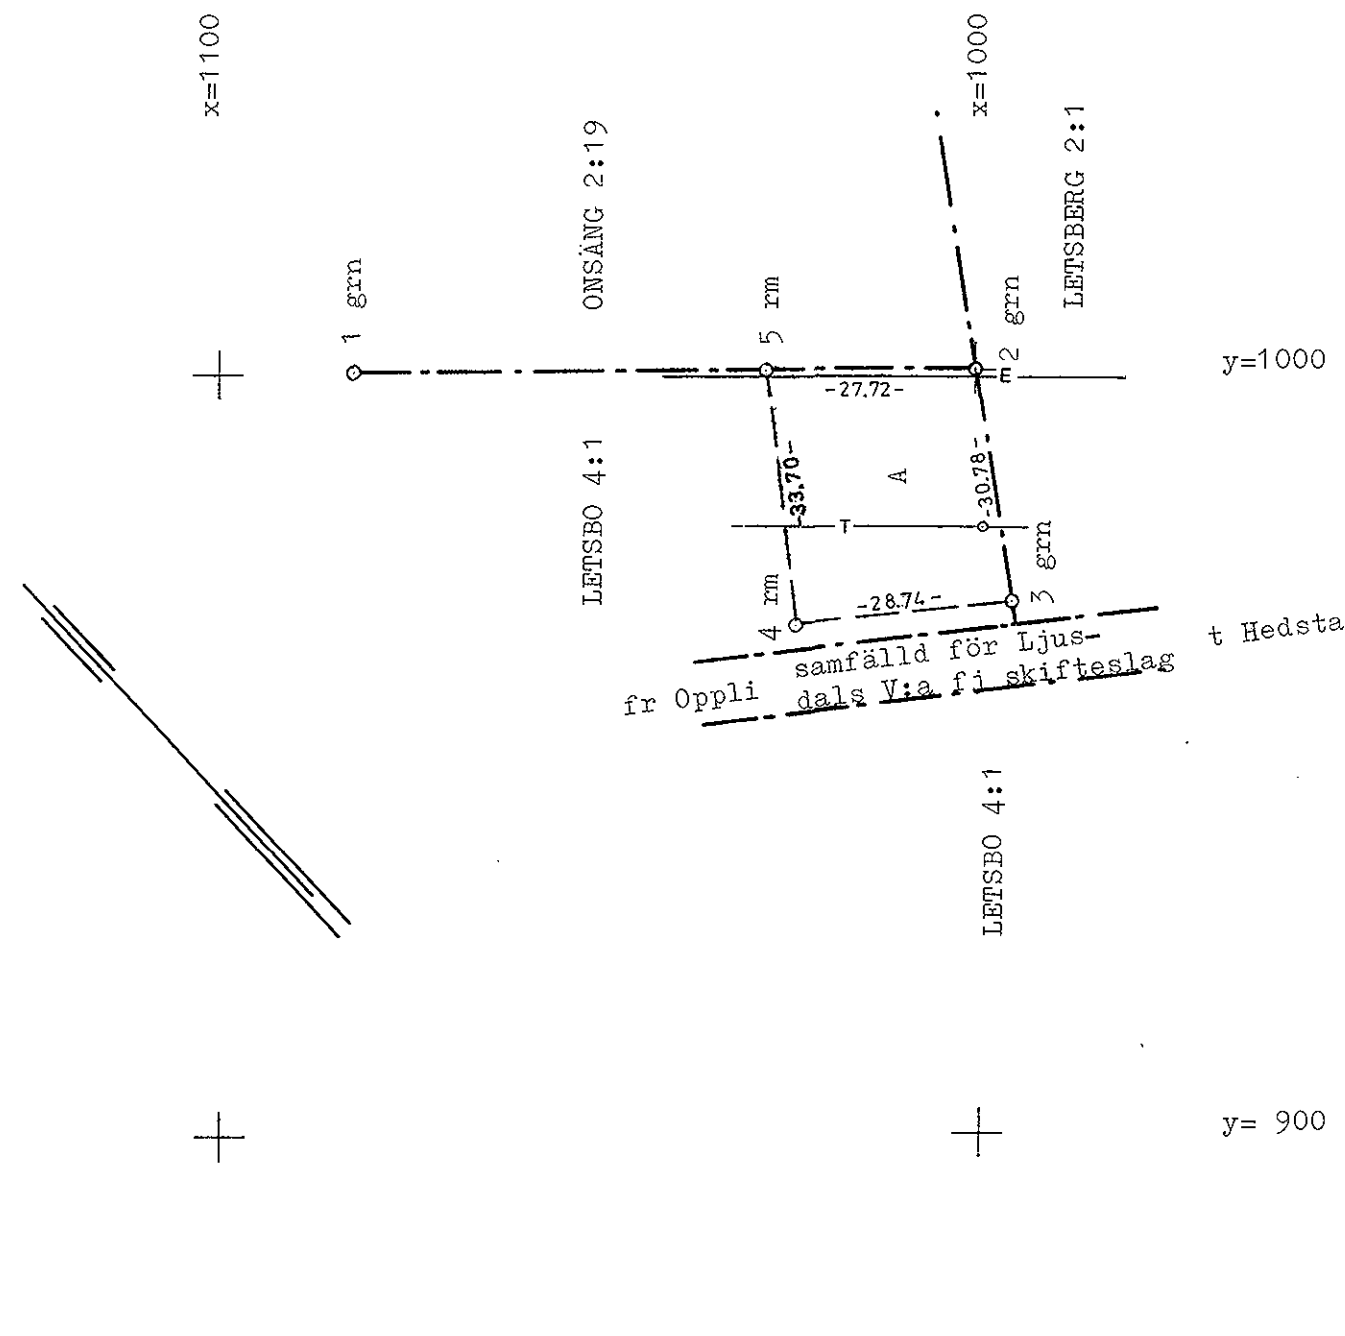 x=1100
x=1000
ONSÄNG 2:19
LETSBERG 2:1
1 grn
5 rm
2 grn
y=1000
E
-27.72-
LETSBO 4:1
-33.70-
A
-30.78-
T
4 rm
-28.74-
3 grn
samfälld för Ljus-
dals V:a fj skifteslag
fr Oppli
t Hedsta
LETSBO 4:1
y= 900